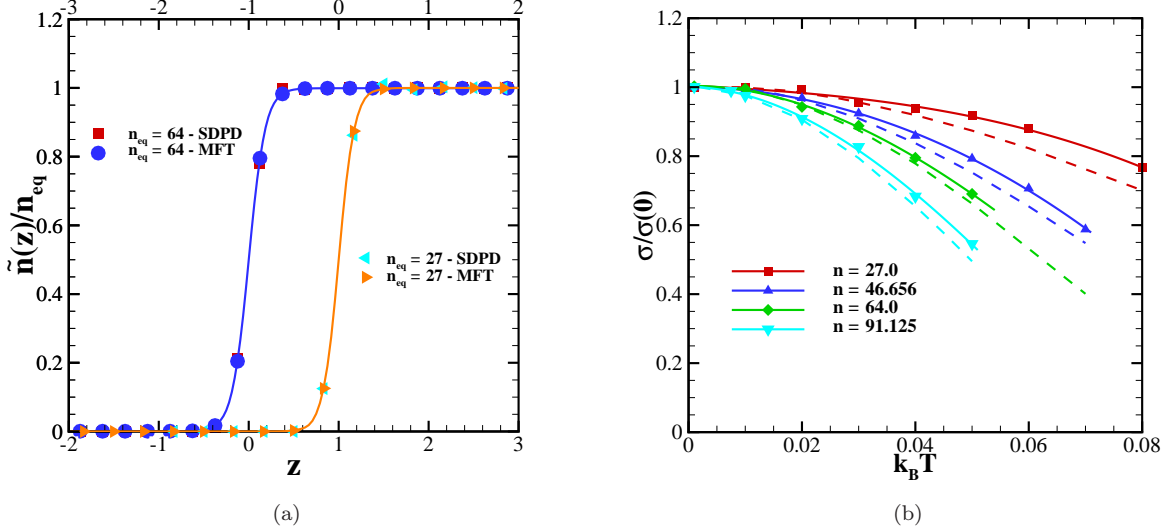 -3 -2 -1 0 1 2
1.2
1
0.8
0.6
0.4
0.2
0
ñ(z)/n_eq
n_eq = 64 - SDPD
n_eq = 64 - MFT
n_eq = 27 - SDPD
n_eq = 27 - MFT
-2 -1 0 1 2 3
z
(a)
1.2
1
0.8
0.6
0.4
0.2
0
σ/σ(0)
n = 27.0
n = 46.656
n = 64.0
n = 91.125
0 0.02 0.04 0.06 0.08
k_B T
(b)